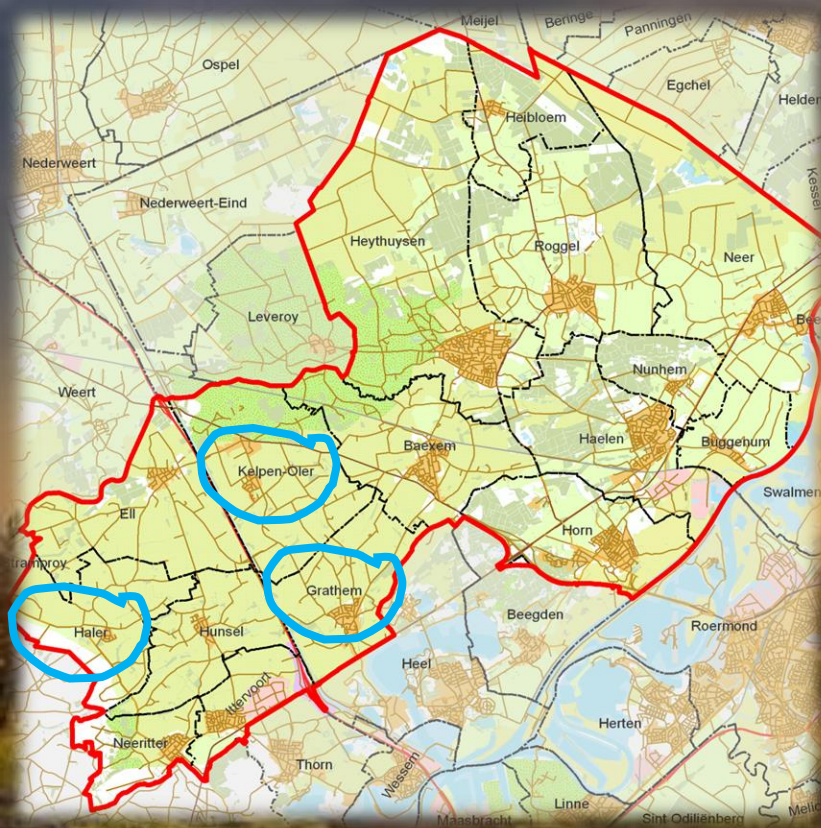 Meijel
Beringe
Panningen
Ospel
Egchel
Helden
Heibloem
Nederweert
Kessel
Nederweert-Eind
Heythuysen
Roggel
Neer
Leveroy
Nunhem
Weert
Haelen
Buggenum
Baexem
Kelpen-Oler
Swalmen
Ell
Horn
tramproy
Grathem
Beegden
Roermond
Haler
Hunsel
Heel
Ittervoort
Herten
Neeritter
Thorn
Wessem
Linne
Maasbracht
Sint Odiliënberg